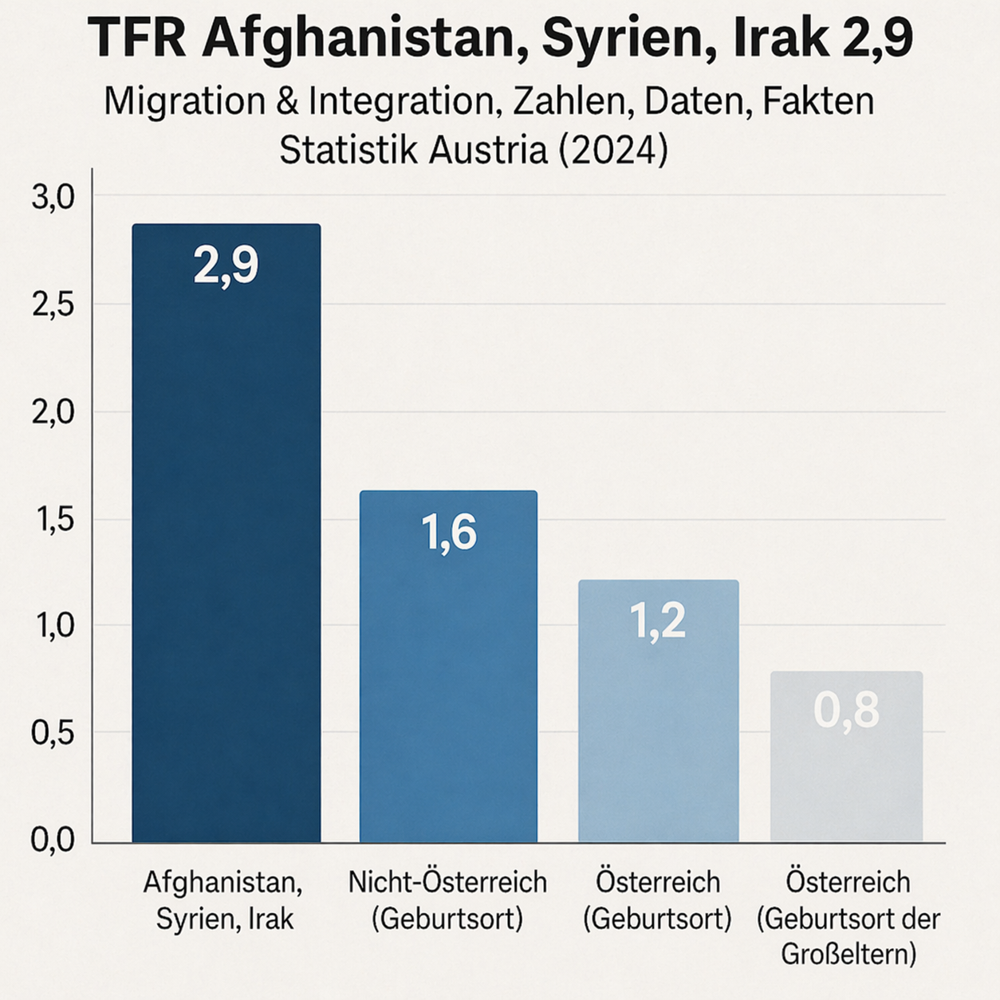 TFR Afghanistan, Syrien, Irak 2,9
Migration & Integration, Zahlen, Daten, Fakten
Statistik Austria (2024)
3,0
2,5
2,0
1,5
1,0
0,5
0,0
2,9
1,6
1,2
0,8
Afghanistan,
Syrien, Irak
Nicht-Österreich
(Geburtsort)
Österreich
(Geburtsort)
Österreich
(Geburtsort der
Großeltern)